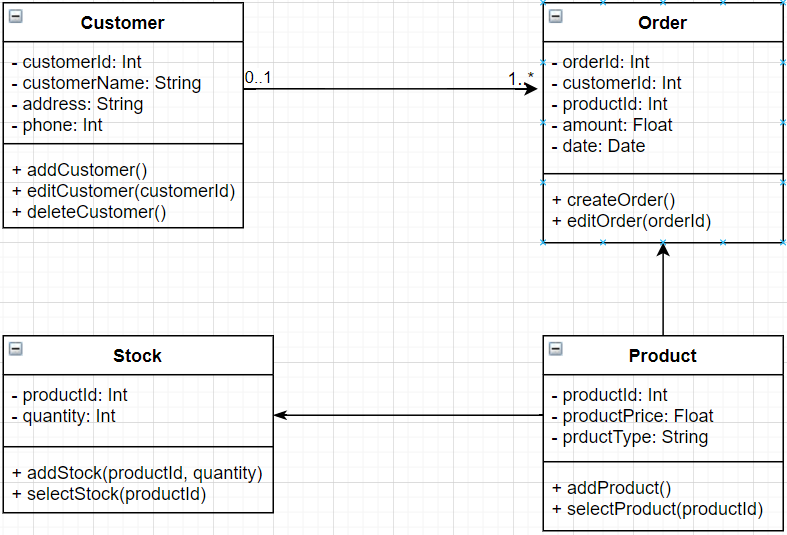 Customer
- customerId: Int
- customerName: String
- address: String
- phone: Int
+ addCustomer()
+ editCustomer(customerId)
+ deleteCustomer()
0..1
1..*
Order
- orderId: Int
- customerId: Int
- productId: Int
- amount: Float
- date: Date
+ createOrder()
+ editOrder(orderId)
Stock
- productId: Int
- quantity: Int
+ addStock(productId, quantity)
+ selectStock(productId)
Product
- productId: Int
- productPrice: Float
- prductType: String
+ addProduct()
+ selectProduct(productId)